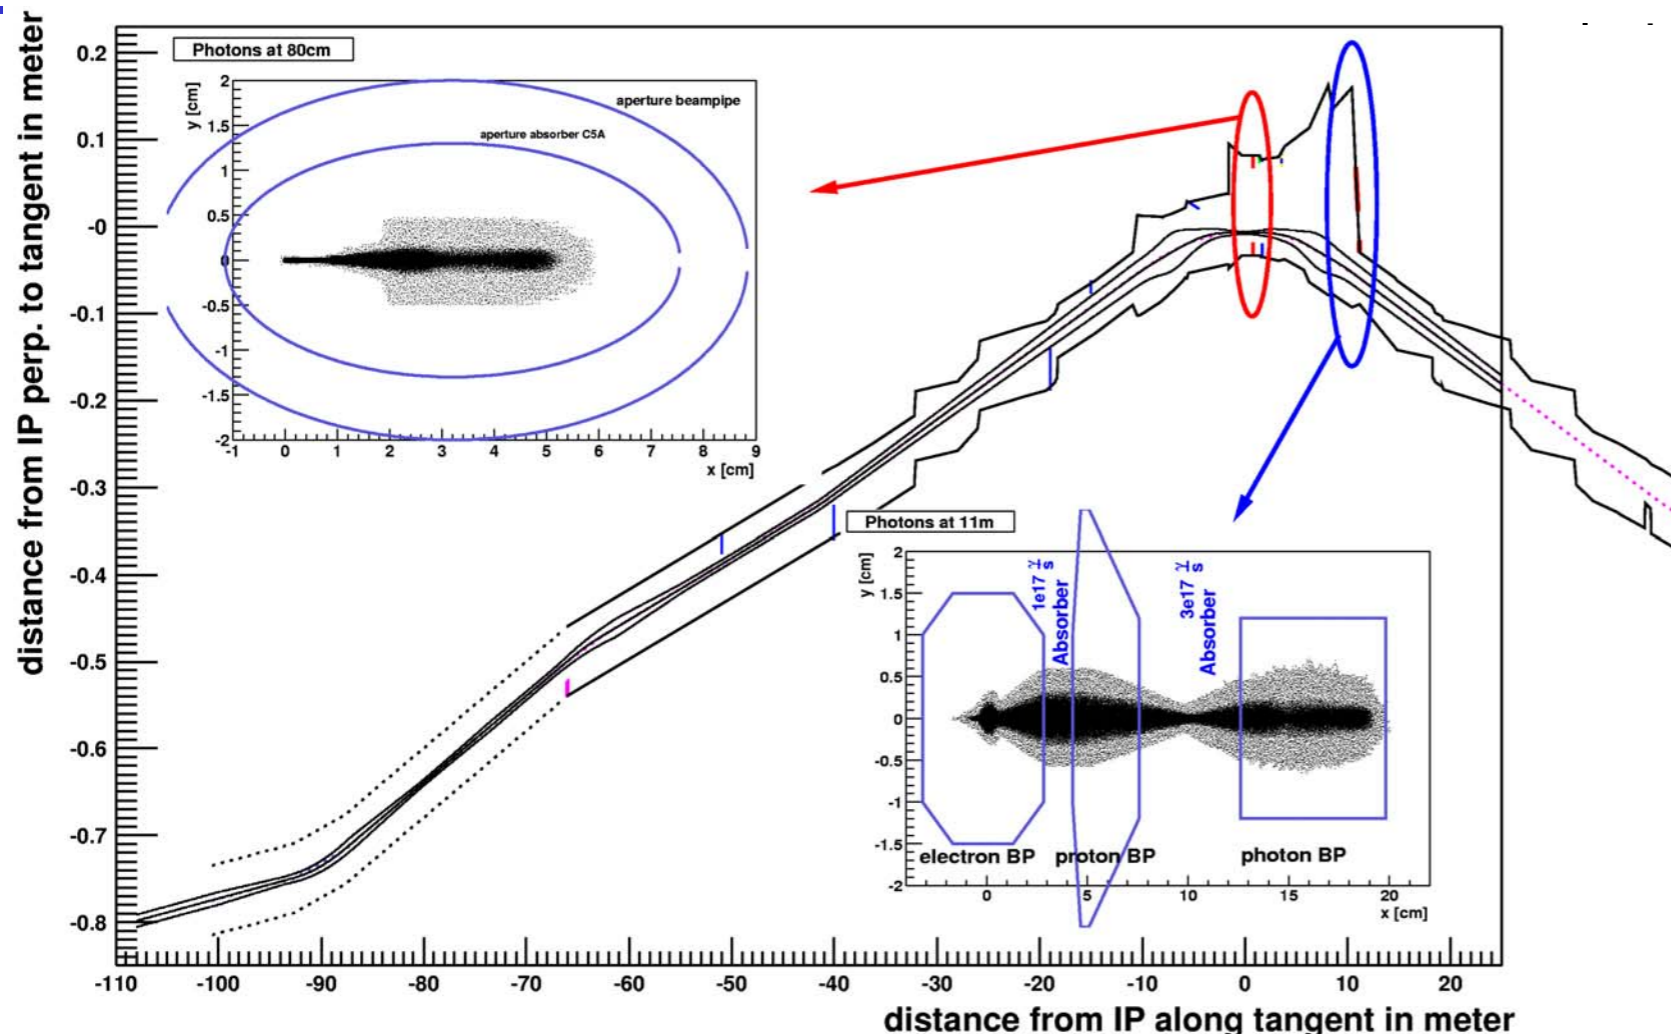 distance from IP perp. to tangent in meter
0.2
0.1
-0
-0.1
-0.2
-0.3
-0.4
-0.5
-0.6
-0.7
-0.8
Photons at 80cm
y [cm]
2
1.5
1
0.5
0
-0.5
-1
-1.5
-2
aperture beampipe
aperture absorber C5A
-1 0 1 2 3 4 5 6 7 8 9
x [cm]
Photons at 11m
y [cm]
2
1.5
1
0.5
0
-0.5
-1
-1.5
-2
1e17 γ/s
Absorber
3e17 γ/s
Absorber
electron BP proton BP photon BP
0 5 10 15 20
x [cm]
-110 -100 -90 -80 -70 -60 -50 -40 -30 -20 -10 0 10 20
distance from IP along tangent in meter